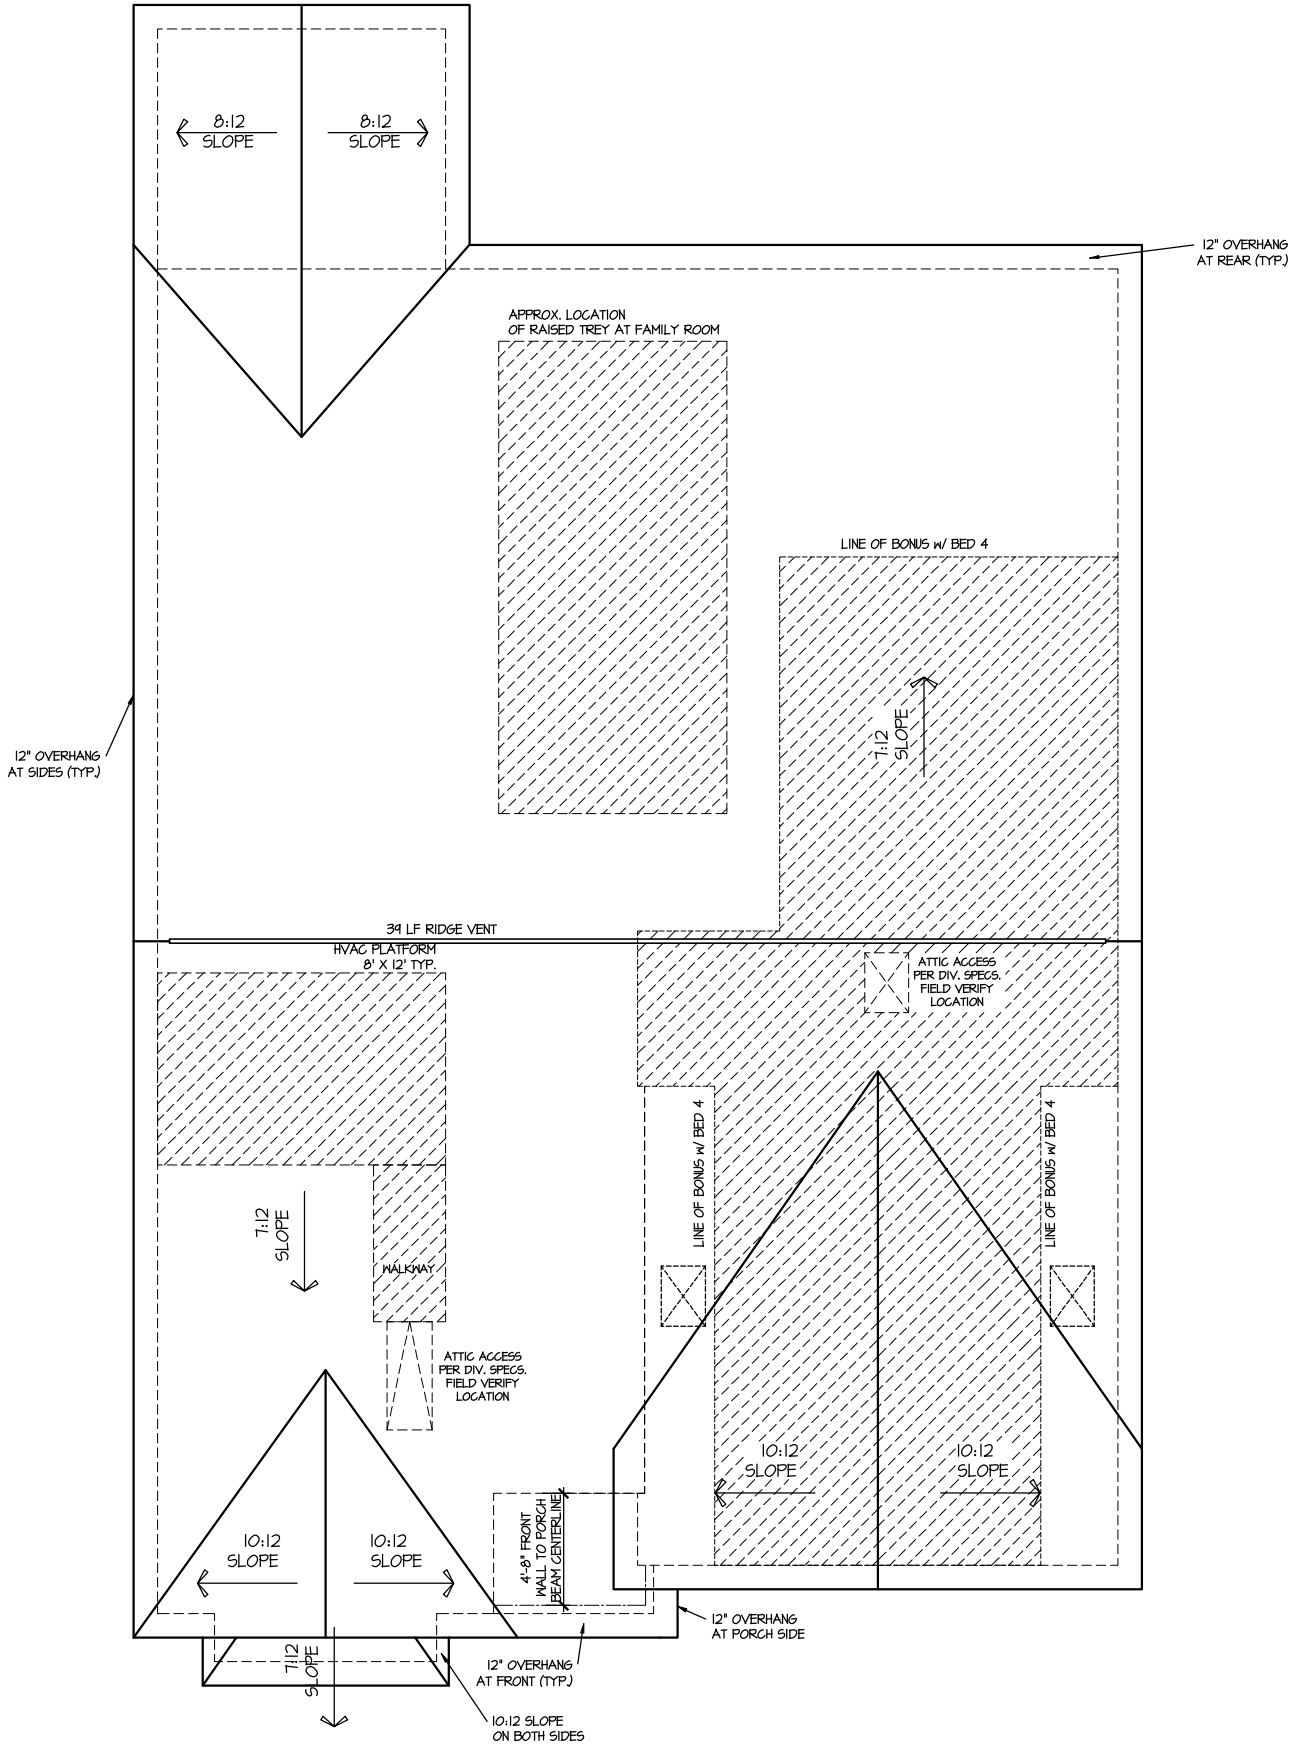 8:12
SLOPE
8:12
SLOPE
12" OVERHANG
AT REAR (TYP.)
APPROX. LOCATION
OF RAISED TREY AT FAMILY ROOM
LINE OF BONUS W/ BED 4
7:12
SLOPE
12" OVERHANG
AT SIDES (TYP.)
39 LF RIDGE VENT
HVAC PLATFORM
8' X 12' TYP.
ATTIC ACCESS
PER DIV. SPECS.
FIELD VERIFY
LOCATION
LINE OF BONUS W/ BED 4
LINE OF BONUS W/ BED 4
7:12
SLOPE
WALKWAY
ATTIC ACCESS
PER DIV. SPECS.
FIELD VERIFY
LOCATION
10:12
SLOPE
10:12
SLOPE
10:12
SLOPE
10:12
SLOPE
4'-8" FRONT
WALL TO PORCH
BEAM CENTERLINE
12" OVERHANG
AT PORCH SIDE
7:12
SLOPE
12" OVERHANG
AT FRONT (TYP.)
10:12 SLOPE
ON BOTH SIDES